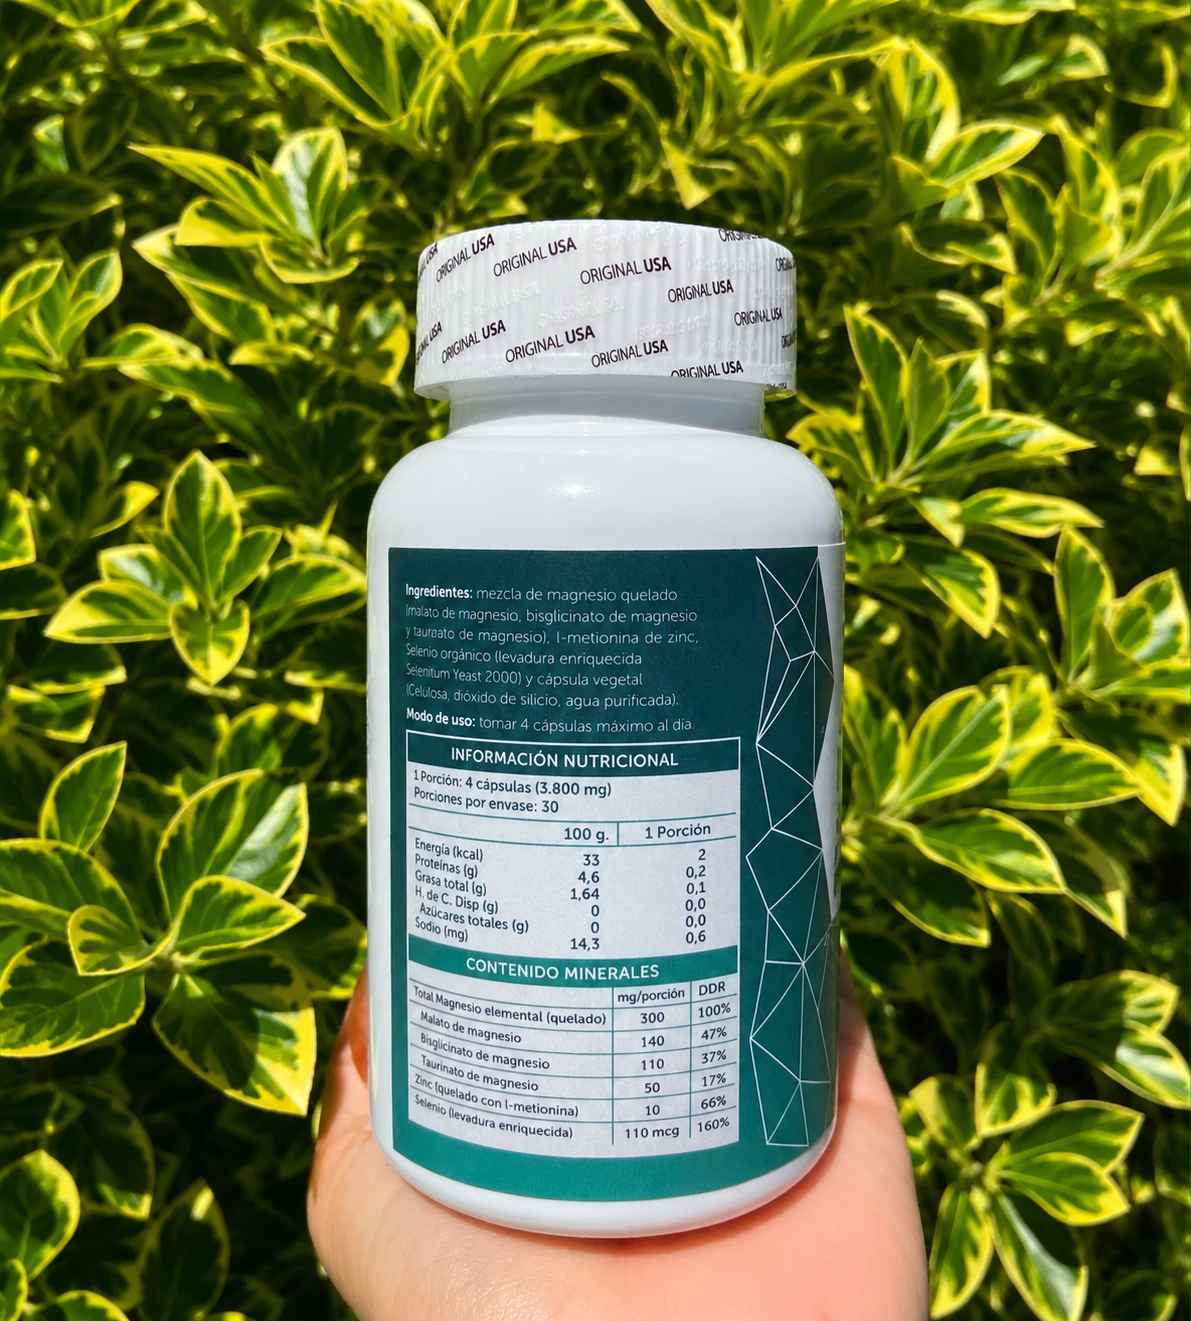 ORIGINAL USA
ORIGINAL USA
ORIGINAL USA
ORIGINAL USA
ORIGINAL USA
ORIGINAL USA
ORIGINAL USA
ORIGINAL USA
ORIGINAL USA
ORIGINAL USA
Ingredientes: mezcla de magnesio quelado
(malato de magnesio, bisglicinato de magnesio
y taurato de magnesio), l-metionina de zinc,
Selenio orgánico (levadura enriquecida
Selenitum Yeast 2000) y cápsula vegetal
(Celulosa, dióxido de silicio, agua purificada).
Modo de uso: tomar 4 cápsulas máximo al día.
INFORMACIÓN NUTRICIONAL
1 Porción: 4 cápsulas (3.800 mg)
Porciones por envase: 30
100 g. 1 Porción
Energía (kcal) 33 2
Proteínas (g) 4,6 0,2
Grasa total (g) 1,64 0,1
H. de C. Disp (g) 0 0,0
Azúcares totales (g) 0 0,0
Sodio (mg) 14,3 0,6
CONTENIDO MINERALES
mg/porción DDR
Total Magnesio elemental (quelado) 300 100%
Malato de magnesio 140 47%
Bisglicinato de magnesio 110 37%
Taurinato de magnesio 50 17%
Zinc (quelado con l-metionina) 10 66%
Selenio (levadura enriquecida) 110 mcg 160%